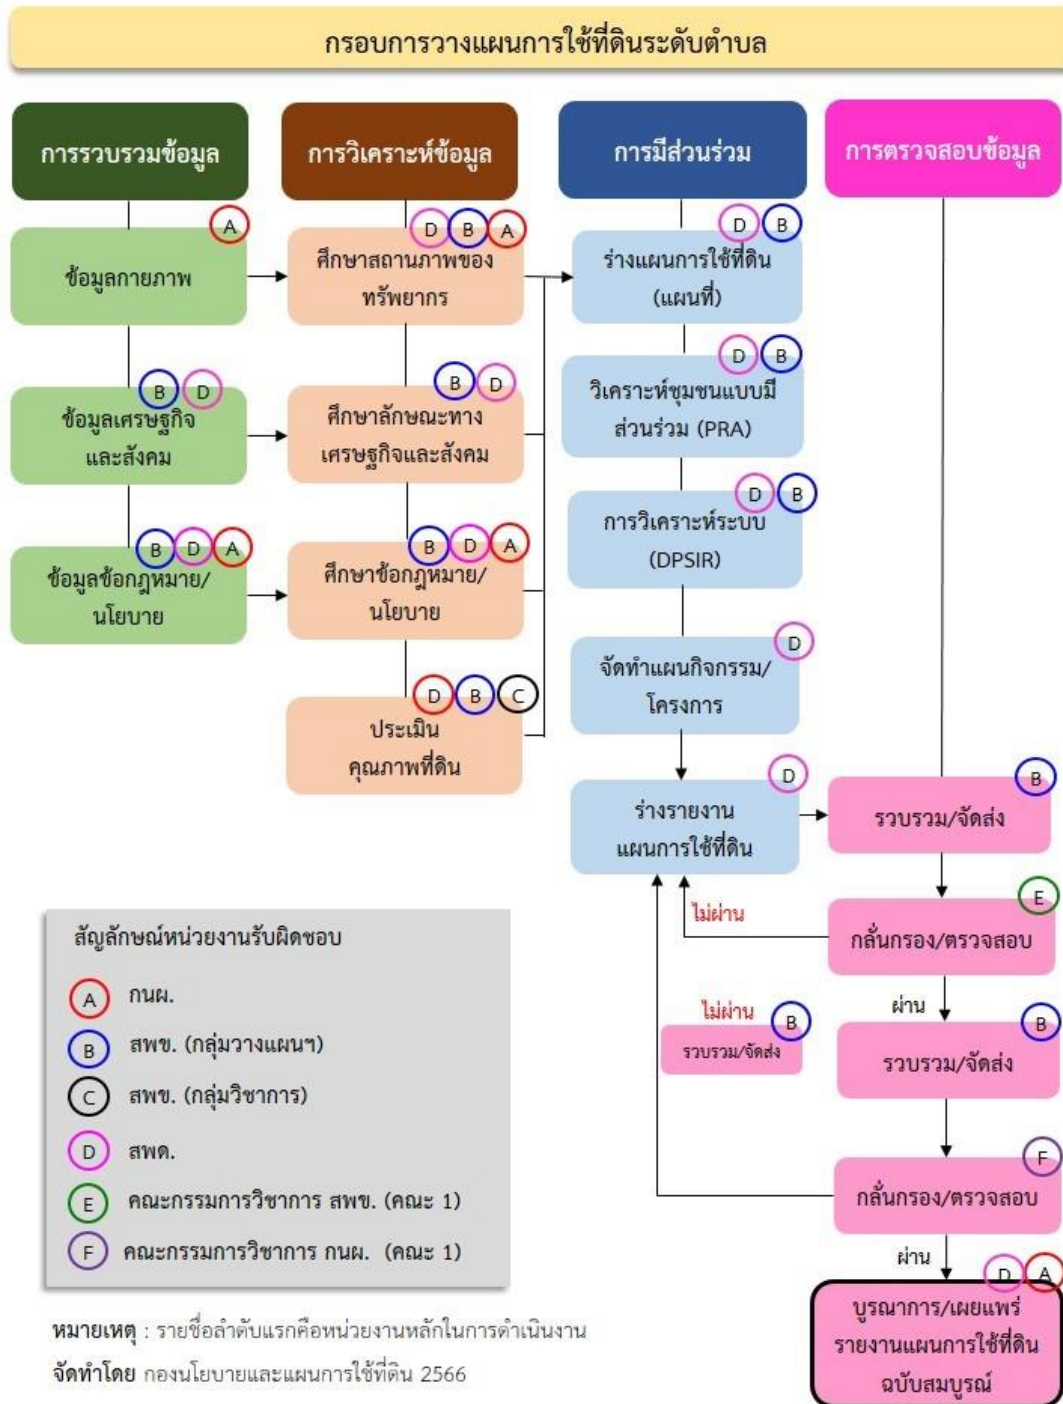 กรอบการวางแผนการใช้ที่ดินระดับตำบล
การรวบรวมข้อมูล
A
ข้อมูลกายภาพ
B D
ข้อมูลเศรษฐกิจ
และสังคม
B D A
ข้อมูลข้อกฎหมาย/
นโยบาย
การวิเคราะห์ข้อมูล
D B A
ศึกษาสถานภาพของ
ทรัพยากร
B D
ศึกษาลักษณะทาง
เศรษฐกิจและสังคม
B D A
ศึกษาข้อกฎหมาย/
นโยบาย
D B C
ประเมิน
คุณภาพที่ดิน
การมีส่วนร่วม
D B
ร่างแผนการใช้ที่ดิน
(แผนที่)
D B
วิเคราะห์ชุมชนแบบมี
ส่วนร่วม (PRA)
D B
การวิเคราะห์ระบบ
(DPSIR)
D
จัดทำแผนกิจกรรม/
โครงการ
D
ร่างรายงาน
แผนการใช้ที่ดิน
การตรวจสอบข้อมูล
B
รวบรวม/จัดส่ง
E
กลั่นกรอง/ตรวจสอบ
ไม่ผ่าน
ผ่าน
B
รวบรวม/จัดส่ง
ไม่ผ่าน
B
รวบรวม/จัดส่ง
F
กลั่นกรอง/ตรวจสอบ
ผ่าน
D A
บูรณาการ/เผยแพร่
รายงานแผนการใช้ที่ดิน
ฉบับสมบูรณ์
สัญลักษณ์หน่วยงานรับผิดชอบ
A กนผ.
B สพข. (กลุ่มวางแผนฯ)
C สพข. (กลุ่มวิชาการ)
D สพด.
E คณะกรรมการวิชาการ สพข. (คณะ 1)
F คณะกรรมการวิชาการ กนผ. (คณะ 1)
หมายเหตุ : รายชื่อลำดับแรกคือหน่วยงานหลักในการดำเนินงาน
จัดทำโดย กองนโยบายและแผนการใช้ที่ดิน 2566